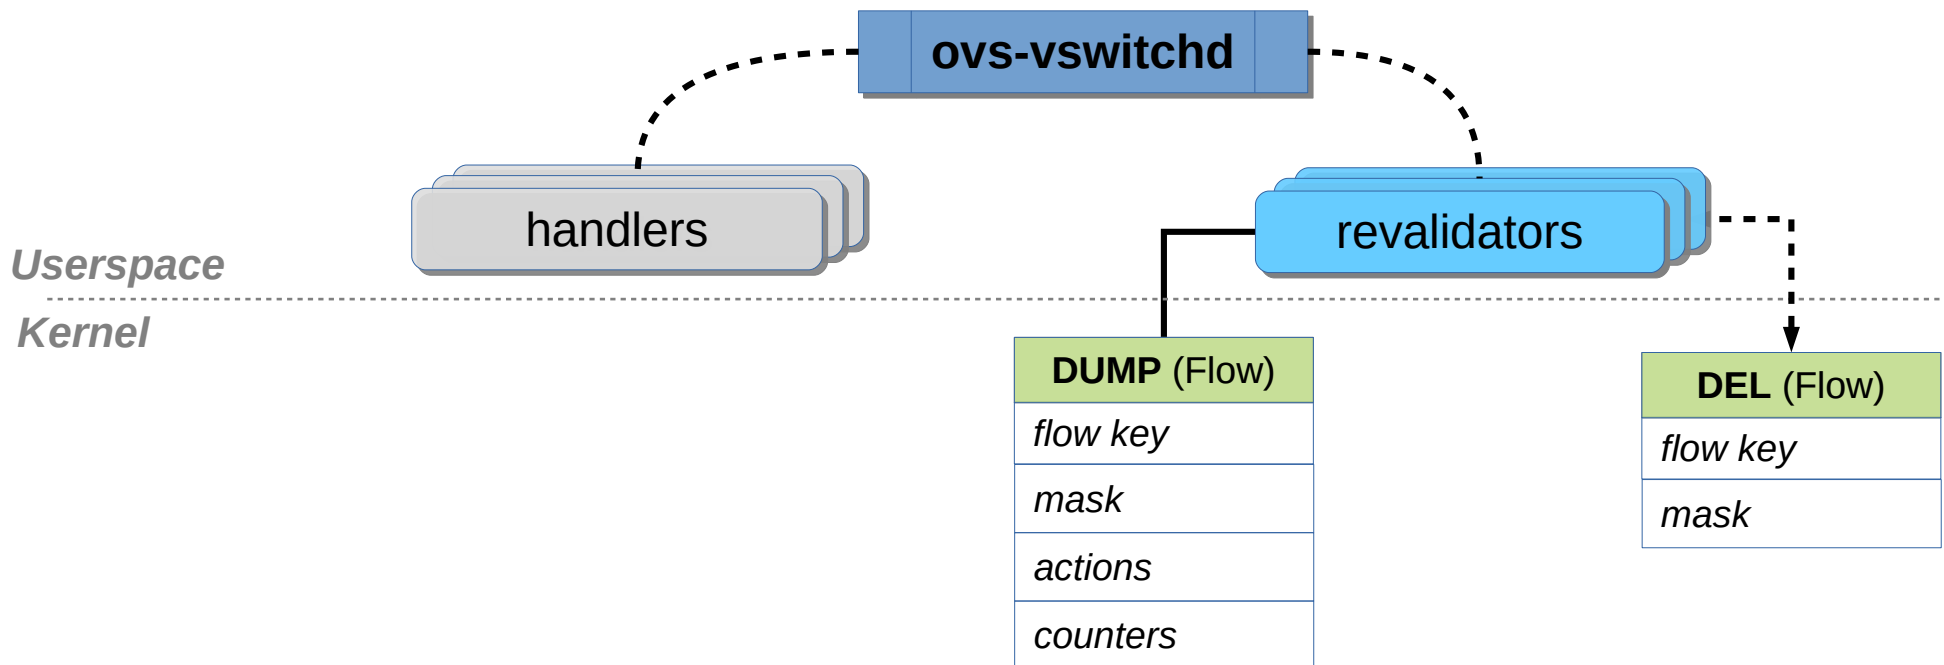 ovs-vswitchd
handlers
revalidators
Userspace
Kernel
DUMP (Flow)
flow key
mask
actions
counters
DEL (Flow)
flow key
mask